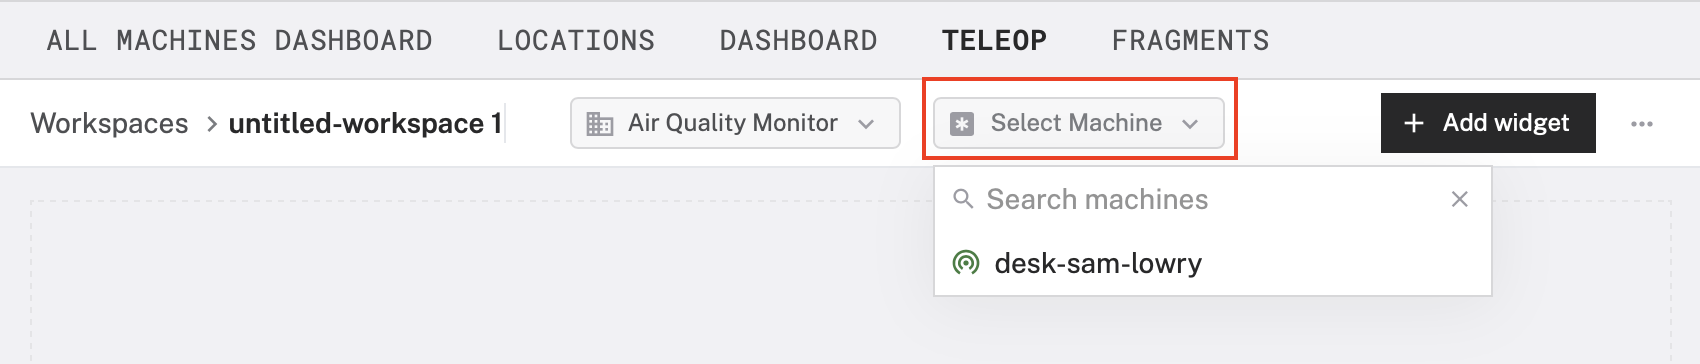 ALL MACHINES DASHBOARD LOCATIONS DASHBOARD TELEOP FRAGMENTS
Workspaces > untitled-workspace 1 Air Quality Monitor Select Machine + Add widget ...
Search machines
desk-sam-lowry